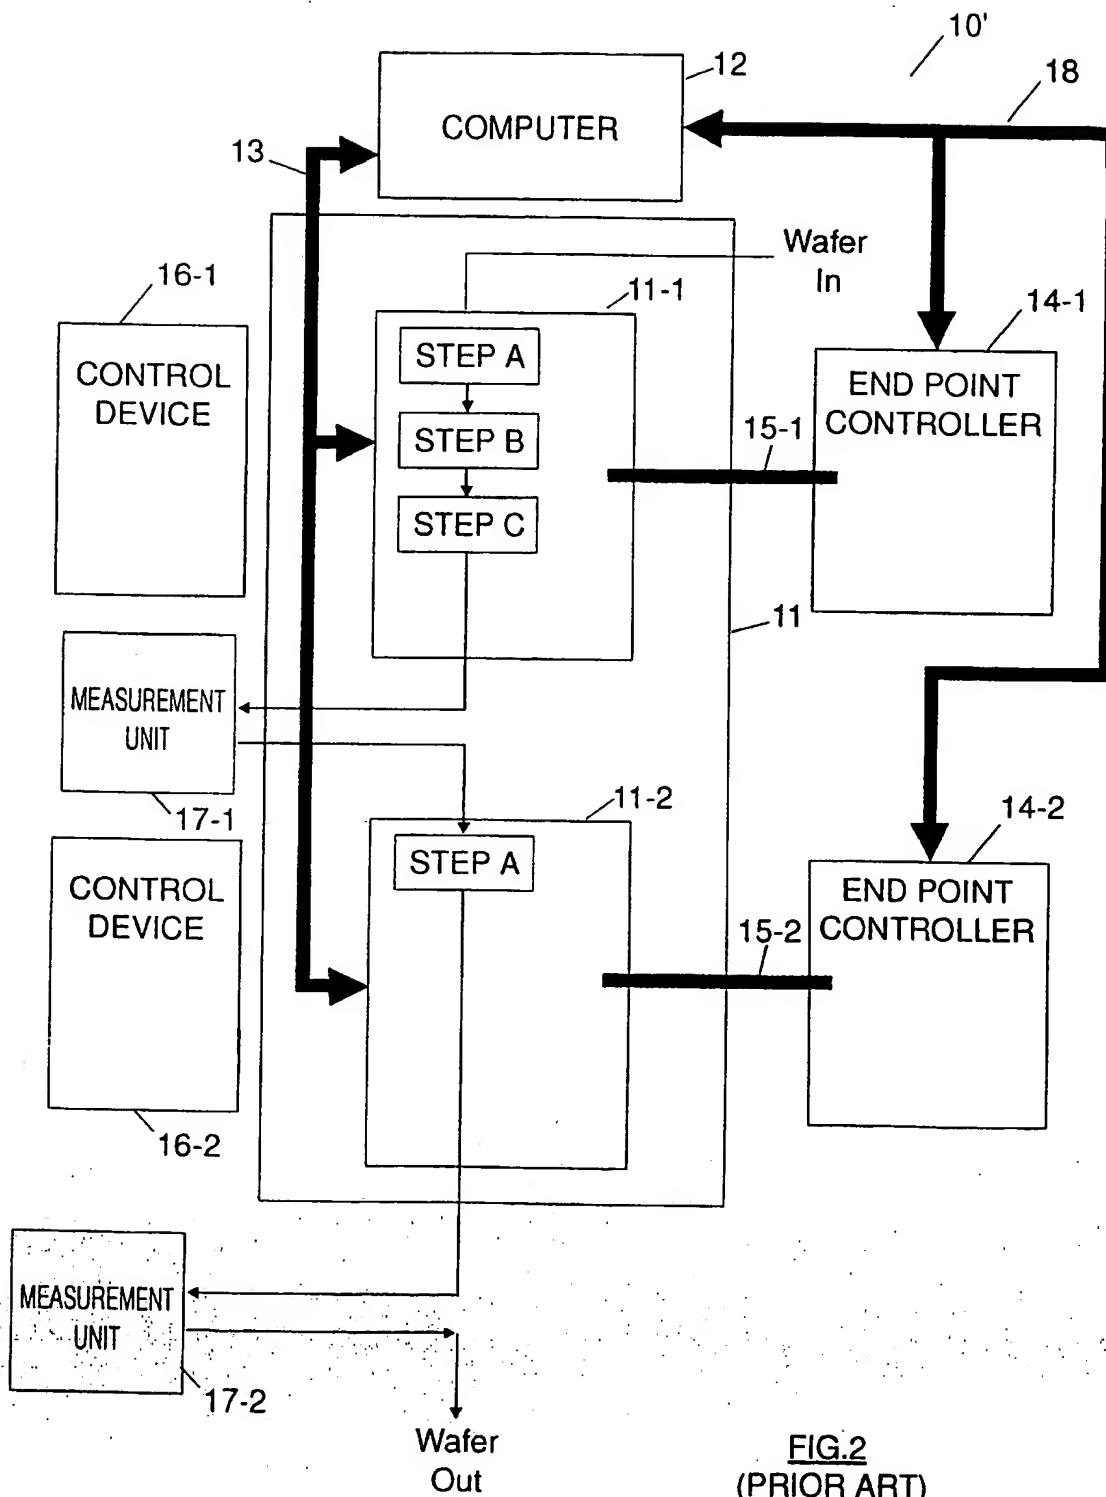 10'
12
18
COMPUTER
13
Wafer
In
16-1
11-1
14-1
CONTROL
DEVICE
STEP A
END POINT
CONTROLLER
STEP B
15-1
STEP C
11
MEASUREMENT
UNIT
17-1
11-2
14-2
CONTROL
DEVICE
STEP A
END POINT
CONTROLLER
15-2
16-2
MEASUREMENT
UNIT
17-2
Wafer
Out
FIG.2
(PRIOR ART)